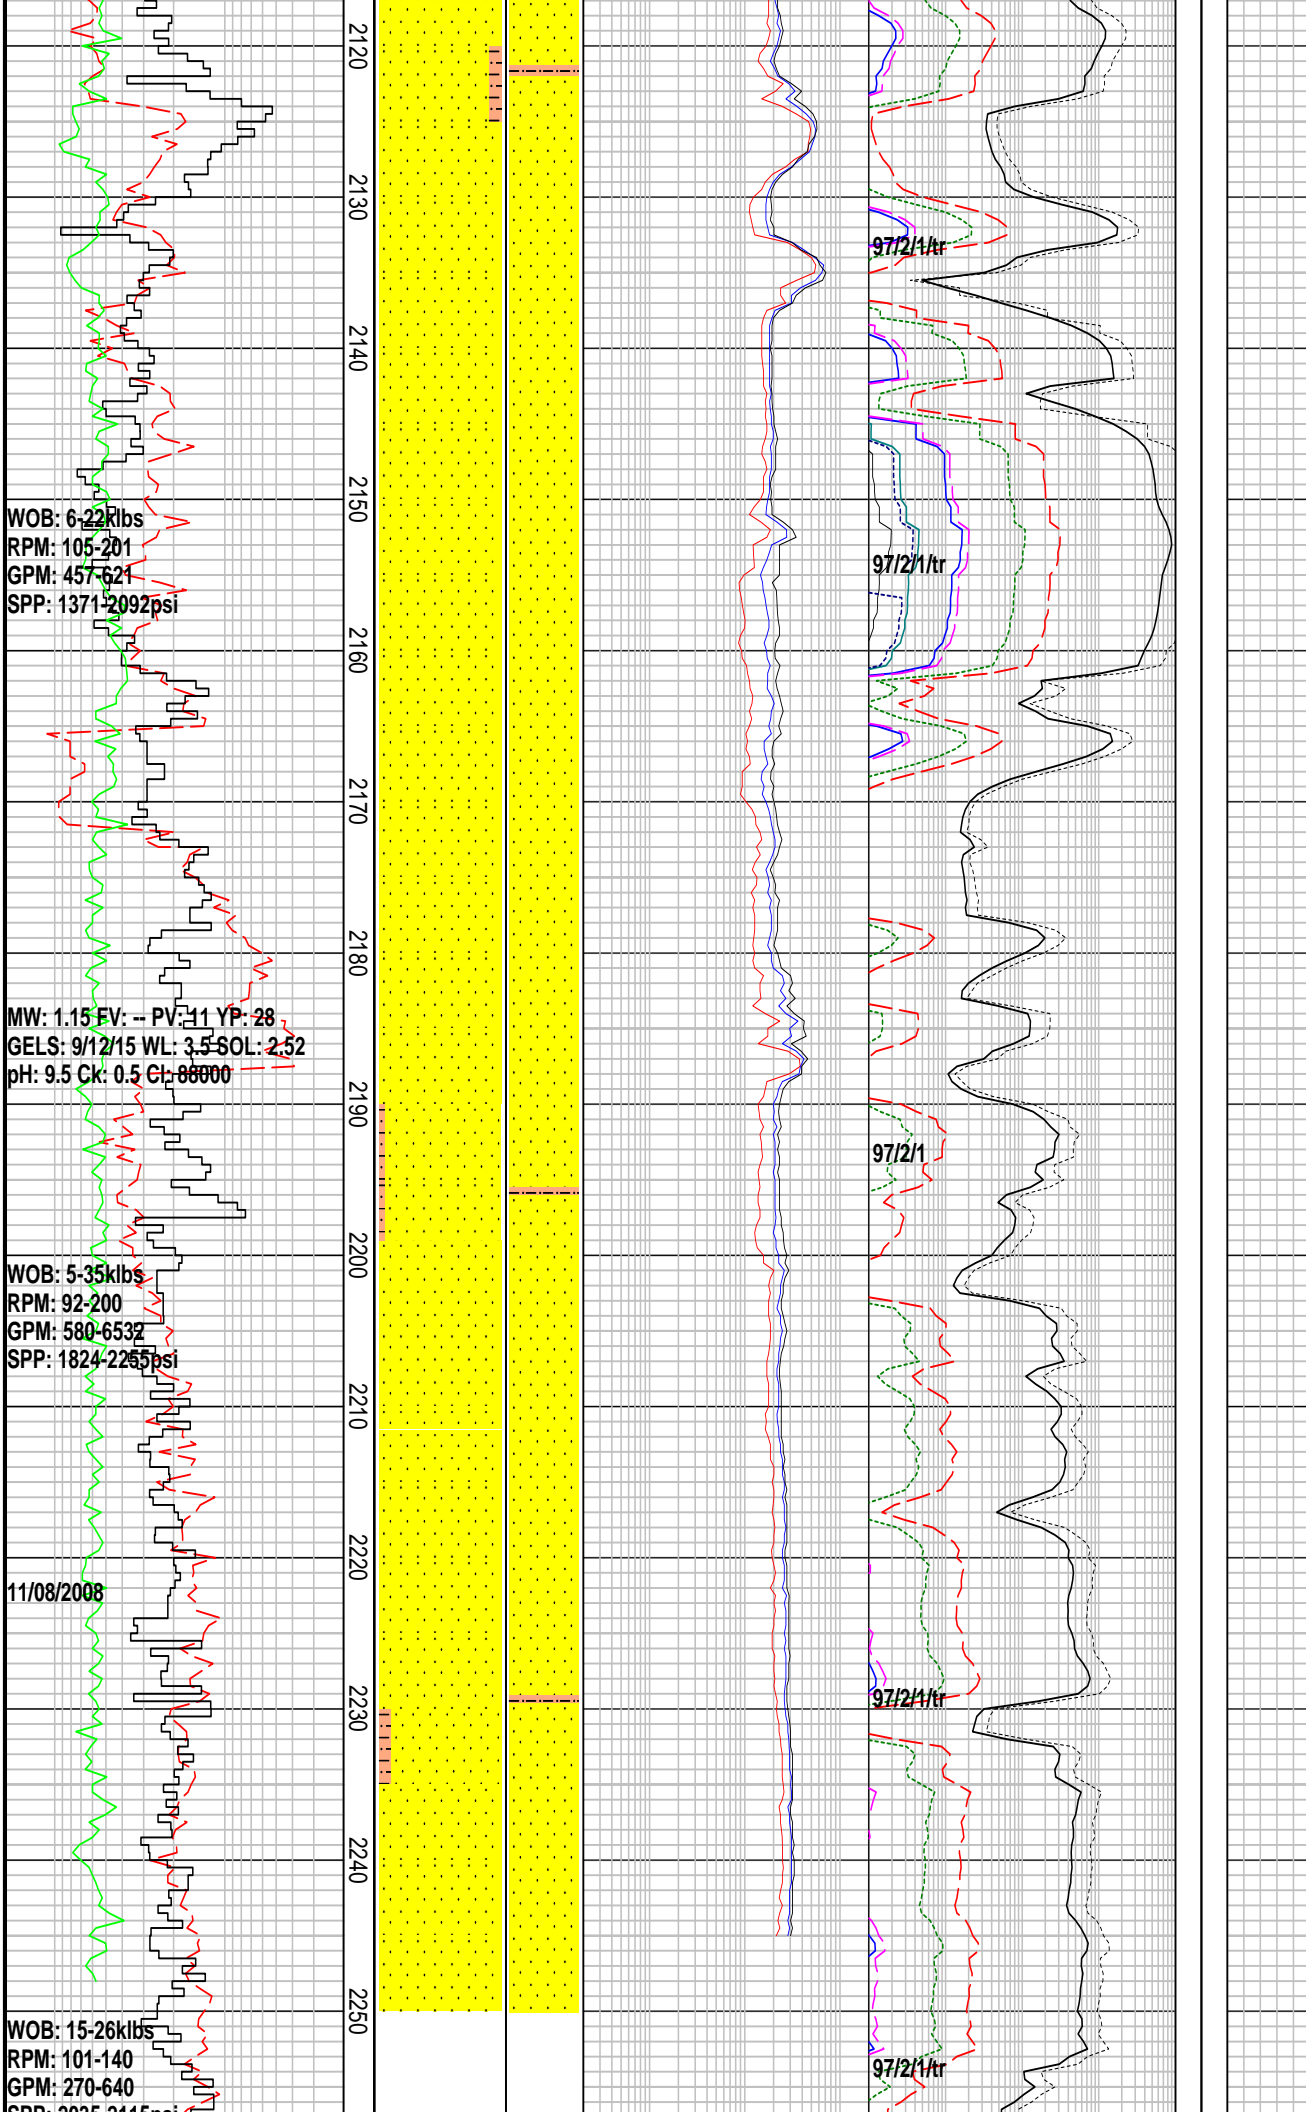 2120
2130
97/2/1/tr
2140
2150
WOB: 6-22klbs
RPM: 105-201
GPM: 457-621
SPP: 1371-2092psi
97/2/1/tr
2160
2170
2180
MW: 1.15 FV: -- PV: 11 YP: 28
GELS: 9/12/15 WL: 3.5 SOL: 2.52
pH: 9.5 Ck: 0.5 Cl: 88000
2190
97/2/1
2200
WOB: 5-35klbs
RPM: 92-200
GPM: 580-6532
SPP: 1824-2255psi
2210
2220
11/08/2008
2230
97/2/1/tr
2240
2250
WOB: 15-26klbs
RPM: 101-140
GPM: 270-640
97/2/1/tr
SPP: 2035-2115psi